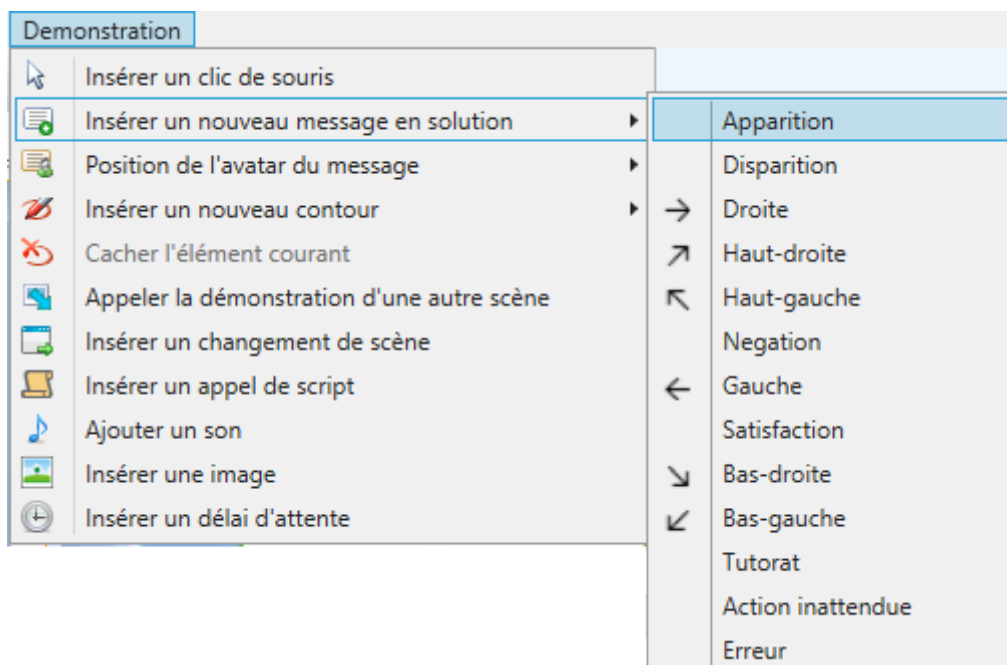 Demonstration
Insérer un clic de souris
Insérer un nouveau message en solution
Position de l'avatar du message
Insérer un nouveau contour
Cacher l'élément courant
Appeler la démonstration d'une autre scène
Insérer un changement de scène
Insérer un appel de script
Ajouter un son
Insérer une image
Insérer un délai d'attente
Apparition
Disparition
Droite
Haut-droite
Haut-gauche
Negation
Gauche
Satisfaction
Bas-droite
Bas-gauche
Tutorat
Action inattendue
Erreur